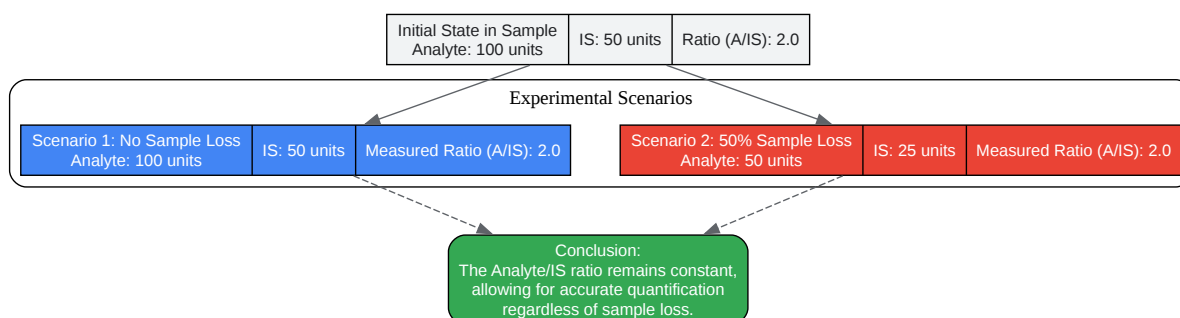 Initial State in Sample
Analyte: 100 units
IS: 50 units
Ratio (A/IS): 2.0
Experimental Scenarios
Scenario 1: No Sample Loss
Analyte: 100 units
IS: 50 units
Measured Ratio (A/IS): 2.0
Scenario 2: 50% Sample Loss
Analyte: 50 units
IS: 25 units
Measured Ratio (A/IS): 2.0
Conclusion:
The Analyte/IS ratio remains constant,
allowing for accurate quantification
regardless of sample loss.